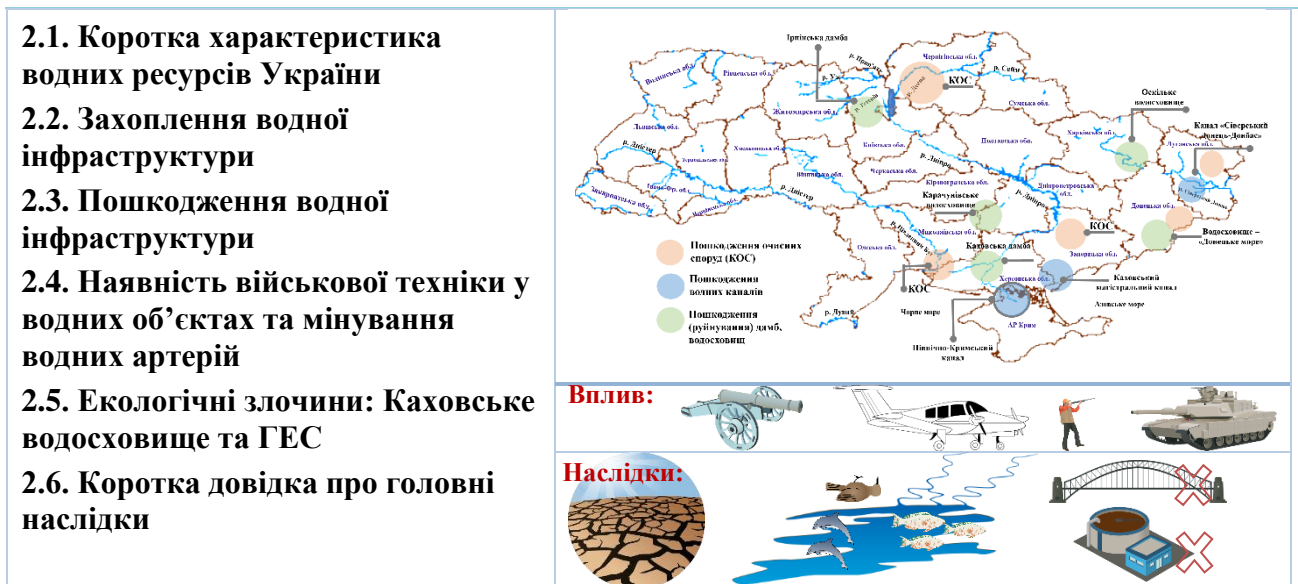 2.1. Коротка характеристика
водних ресурсів України
2.2. Захоплення водної
інфраструктури
2.3. Пошкодження водної
інфраструктури
2.4. Наявність військової техніки у
водних об’єктах та мінування
водних артерій
2.5. Екологічні злочини: Каховське
водосховище та ГЕС
2.6. Коротка довідка про головні
наслідки
Ірпінська дамба
Волинська обл.
Рівненська обл.
р. Уж
р. Прип'ять
Чернігівська обл.
р. Десна
КОС
р. Сейм
Сумська обл.
Оскільке
водосховище
Житомирська обл.
Харківська обл.
Канал «Сіверський
Донець-Донбас»
Луганська обл.
Львівська обл.
р. Дністер
Хмельницька обл.
Київська обл.
Полтавська обл.
р. Дніпро
Вінницька обл.
Черкаська обл.
Закарпатська обл.
р. Дністер
Кіровоградська обл.
Дніпропетровська
обл.
р. Дніпро
Донецька обл.
Карачунівське
водосховище
Миколаївська обл.
КОС
Водосховище –
«Донецьке море»
Одеська обл.
Каховська дамба
Запорізька обл.
Пошкодження очисних
споруд (КОС)
Пошкодження
водних каналів
Пошкодження
(руйнування) дамб,
водосховищ
КОС
Херсонська обл.
Каховський
магістральний канал
Азовське море
р. Дунай
Чорне море
АР Крим
Північно-Кримський
канал
Вплив:
Наслідки: